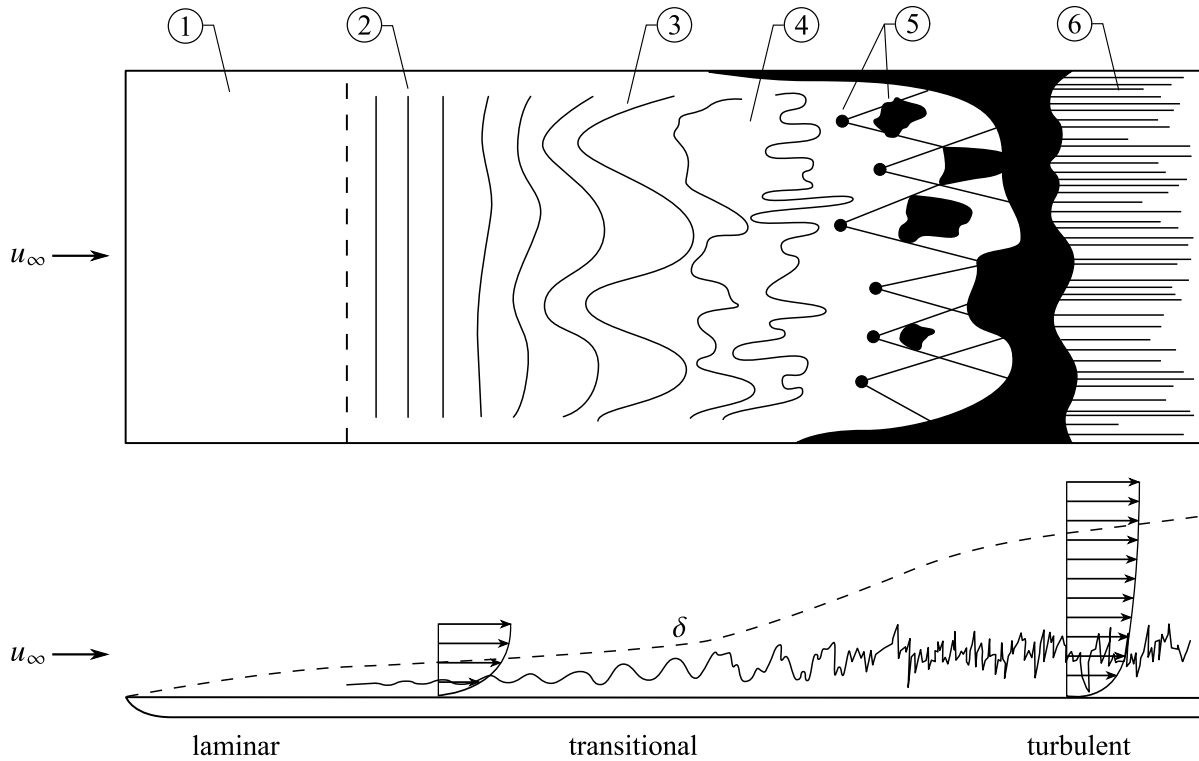 1 2 3 4 5 6
u∞
δ
u∞
laminar transitional turbulent